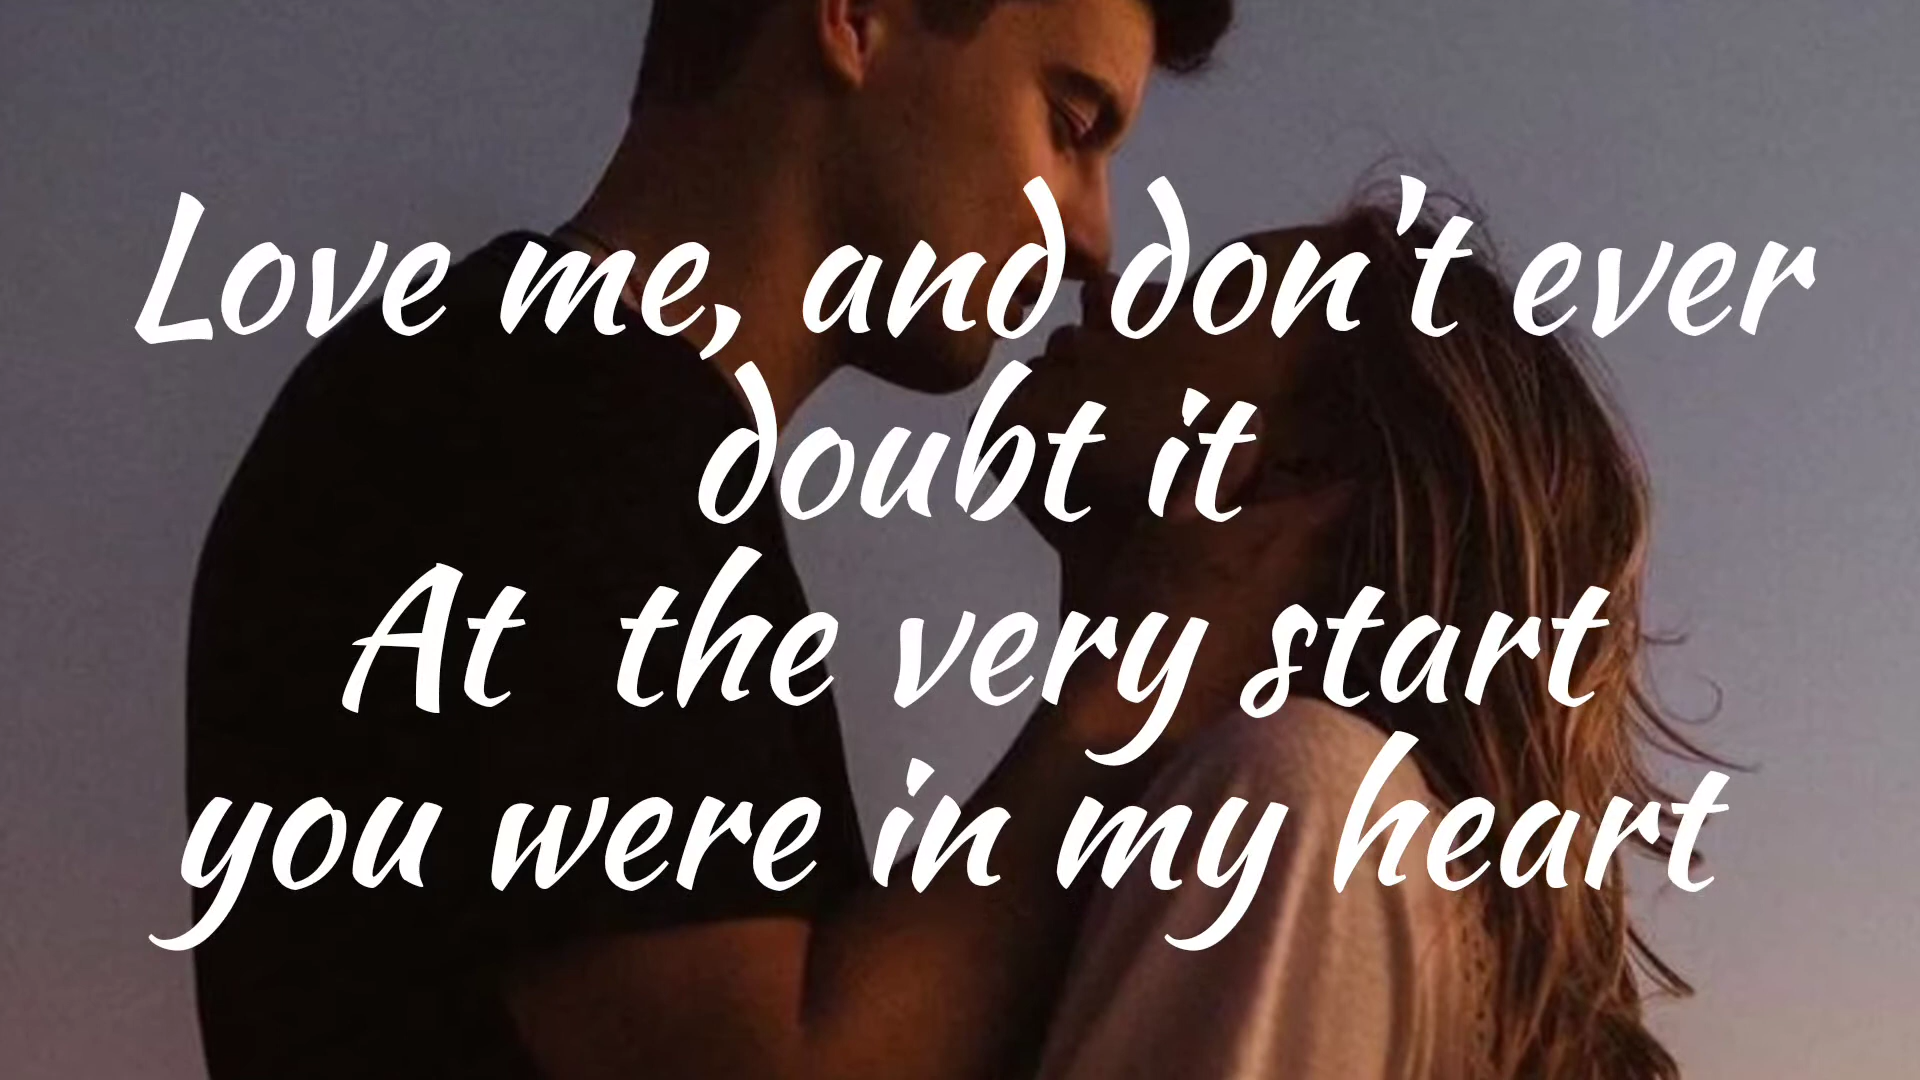 Love me, and don't ever
doubt it
At the very start
you were in my heart